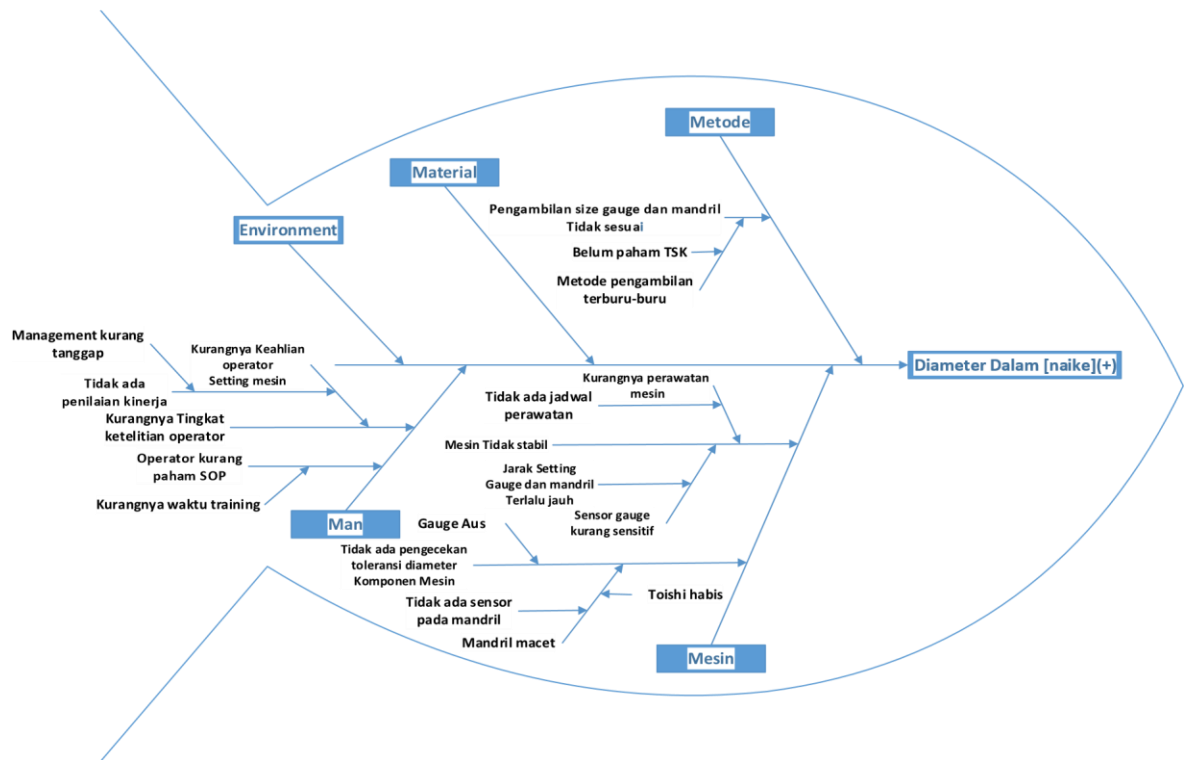 Metode
Material
Pengambilan size gauge dan mandril
Tidak sesuai
Environment
Belum paham TSK
Metode pengambilan
terburu-buru
Management kurang
tanggap
Kurangnya Keahlian
operator
Setting mesin
Diameter Dalam [naike](+)
Tidak ada
penilaian kinerja
Kurangnya perawatan
mesin
Tidak ada jadwal
perawatan
Kurangnya Tingkat
ketelitian operator
Mesin Tidak stabil
Operator kurang
paham SOP
Jarak Setting
Gauge dan mandril
Terlalu jauh
Kurangnya waktu training
Sensor gauge
kurang sensitif
Man
Gauge Aus
Tidak ada pengecekan
toleransi diameter
Komponen Mesin
Toishi habis
Tidak ada sensor
pada mandril
Mandril macet
Mesin